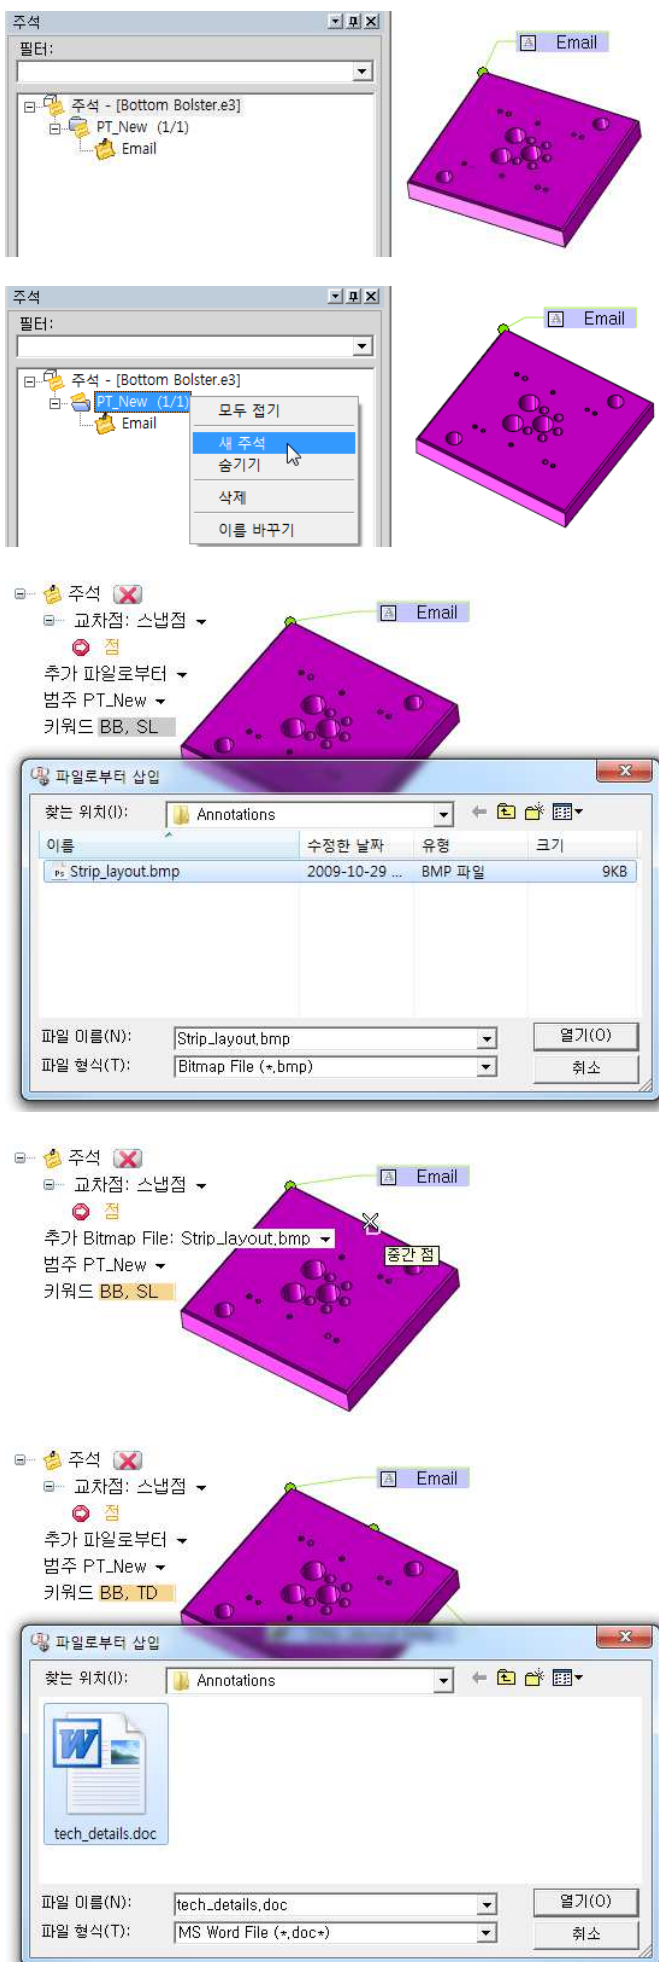 주석
필터:
주석 - [Bottom Bolster.e3]
PT_New (1/1)
Email
A Email
주석
필터:
주석 - [Bottom Bolster.e3]
PT_New (1/1)
Email
모두 접기
새 주석
숨기기
삭제
이름 바꾸기
A Email
주석
교차점: 스냅점
점
추가 파일로부터
범주 PT_New
키워드 BB, SL
A Email
파일로부터 삽입
찾는 위치(I): Annotations
이름 수정한 날짜 유형 크기
Ps Strip_layout.bmp 2009-10-29 ... BMP 파일 9KB
파일 이름(N): Strip_layout.bmp 열기(O)
파일 형식(T): Bitmap File (*.bmp) 취소
주석
교차점: 스냅점
점
추가 Bitmap File: Strip_layout.bmp
범주 PT_New
키워드 BB, SL
A Email
중간 점
주석
교차점: 스냅점
점
추가 파일로부터
범주 PT_New
키워드 BB, TD
A Email
파일로부터 삽입
찾는 위치(I): Annotations
W
tech_details.doc
파일 이름(N): tech_details.doc 열기(O)
파일 형식(T): MS Word File (*.doc*) 취소